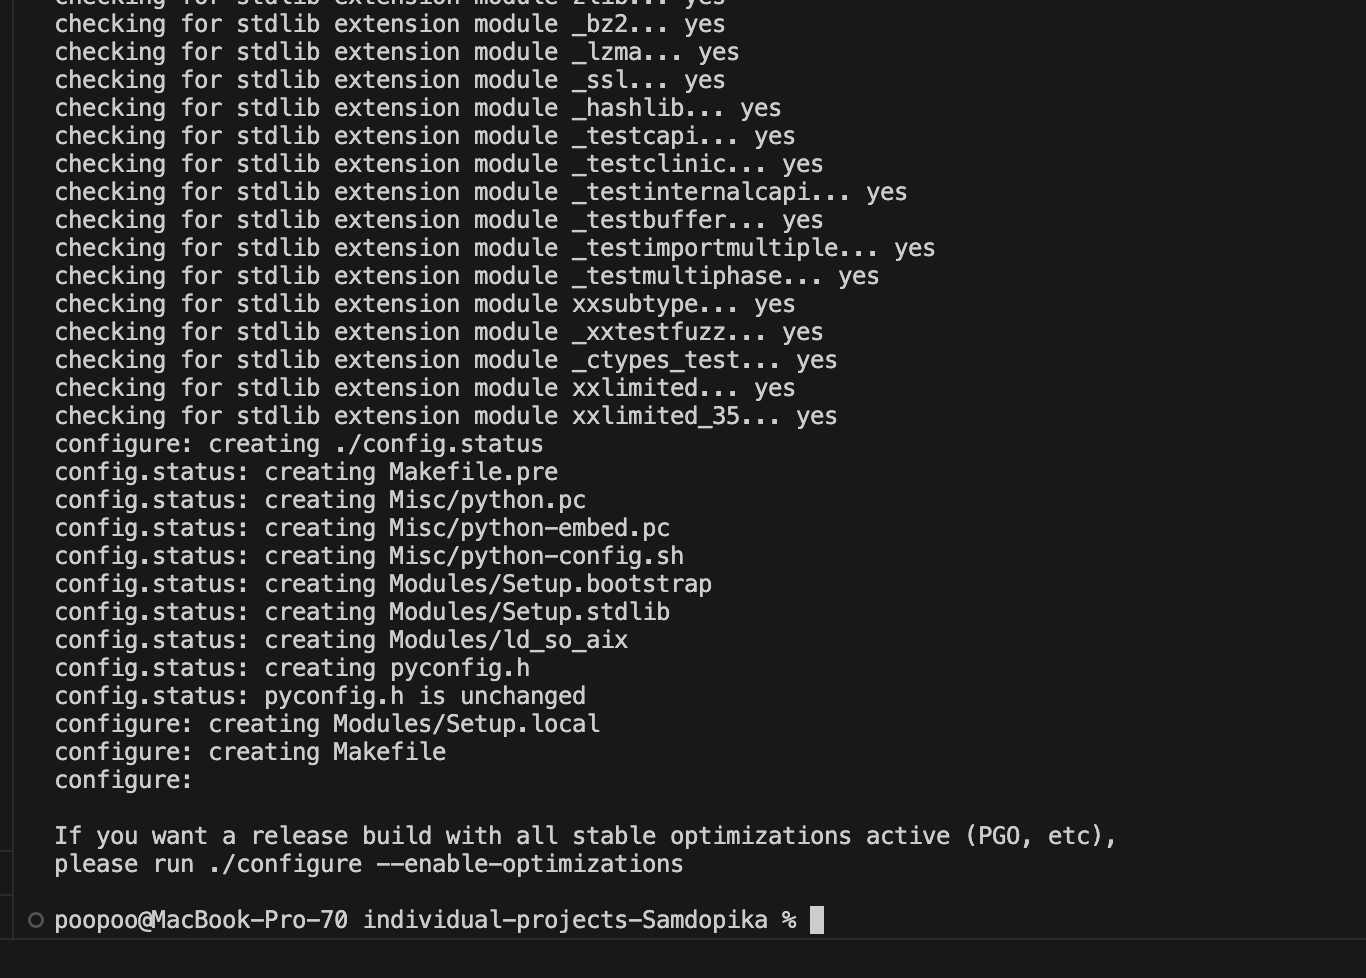 checking for stdlib extension module zlib... yes
checking for stdlib extension module _bz2... yes
checking for stdlib extension module _lzma... yes
checking for stdlib extension module _ssl... yes
checking for stdlib extension module _hashlib... yes
checking for stdlib extension module _testcapi... yes
checking for stdlib extension module _testclinic... yes
checking for stdlib extension module _testinternalcapi... yes
checking for stdlib extension module _testbuffer... yes
checking for stdlib extension module _testimportmultiple... yes
checking for stdlib extension module _testmultiphase... yes
checking for stdlib extension module xxsubtype... yes
checking for stdlib extension module _xxtestfuzz... yes
checking for stdlib extension module _ctypes_test... yes
checking for stdlib extension module xxlimited... yes
checking for stdlib extension module xxlimited_35... yes
configure: creating ./config.status
config.status: creating Makefile.pre
config.status: creating Misc/python.pc
config.status: creating Misc/python-embed.pc
config.status: creating Misc/python-config.sh
config.status: creating Modules/Setup.bootstrap
config.status: creating Modules/Setup.stdlib
config.status: creating Modules/ld_so_aix
config.status: creating pyconfig.h
config.status: pyconfig.h is unchanged
configure: creating Modules/Setup.local
configure: creating Makefile
configure:
If you want a release build with all stable optimizations active (PGO, etc),
please run ./configure --enable-optimizations
poopoo@MacBook-Pro-70 individual-projects-Samdopika %